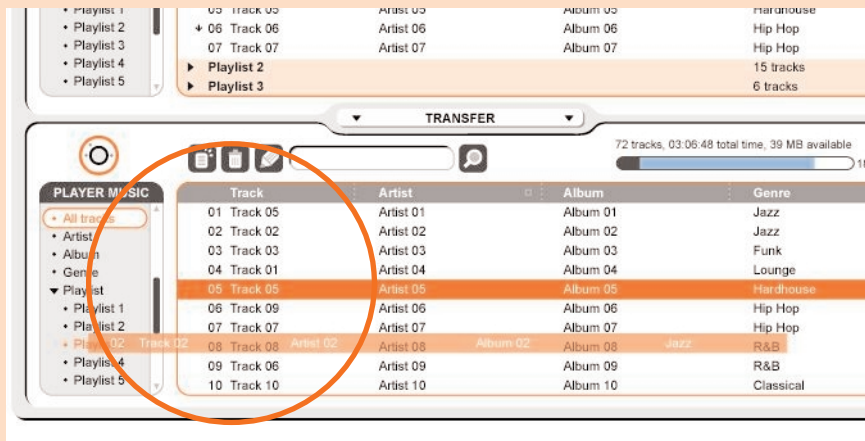 Playlist 1 05 Track 05 Artist 05 Album 05 Hardhouse
Playlist 2 06 Track 06 Artist 06 Album 06 Hip Hop
Playlist 3 07 Track 07 Artist 07 Album 07 Hip Hop
Playlist 4 Playlist 2 15 tracks
Playlist 5 Playlist 3 6 tracks
TRANSFER
72 tracks, 03:06:48 total time, 39 MB available
PLAYER MUSIC Track Artist Album Genre
All tracks 01 Track 05 Artist 01 Album 01 Jazz
Artist 02 Track 02 Artist 02 Album 02 Jazz
Album 03 Track 03 Artist 03 Album 03 Funk
Genre 04 Track 01 Artist 04 Album 04 Lounge
Playlist 05 Track 05 Artist 05 Album 05 Hardhouse
Playlist 1 06 Track 09 Artist 06 Album 06 Hip Hop
Playlist 2 07 Track 07 Artist 07 Album 07 Hip Hop
02 Track 02 Artist 02 Album 02 Jazz
08 Track 08 Artist 08 Album 08 R&B
Playlist 4 09 Track 06 Artist 09 Album 09 R&B
Playlist 5 10 Track 10 Artist 10 Album 10 Classical